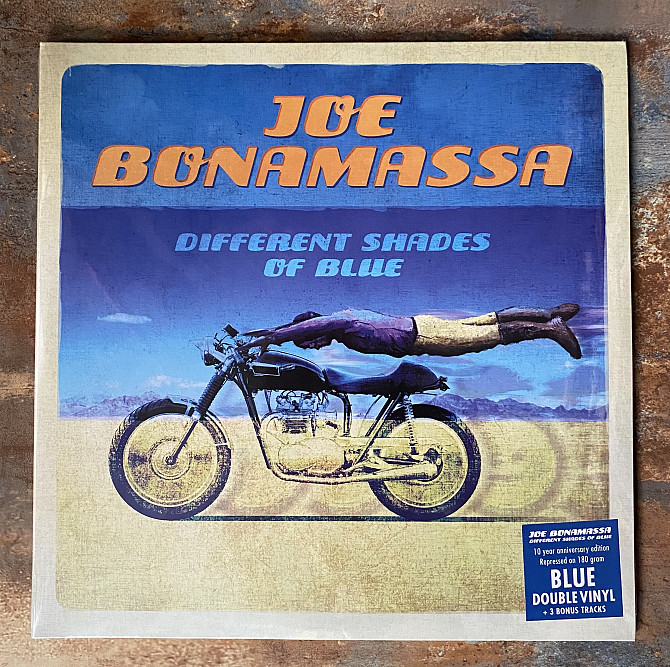 JOE
BONAMASSA
DIFFERENT SHADES
OF BLUE
JOE BONAMASSA
DIFFERENT SHADES OF BLUE
10 year anniversary edition
Repressed on 180 gram
BLUE
DOUBLE VINYL
+ 3 BONUS TRACKS